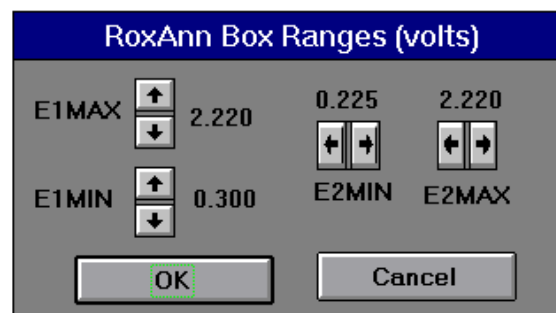 RoxAnn Box Ranges (volts)
E1MAX 2.220
E1MIN 0.300
0.225 2.220
E2MIN E2MAX
OK Cancel